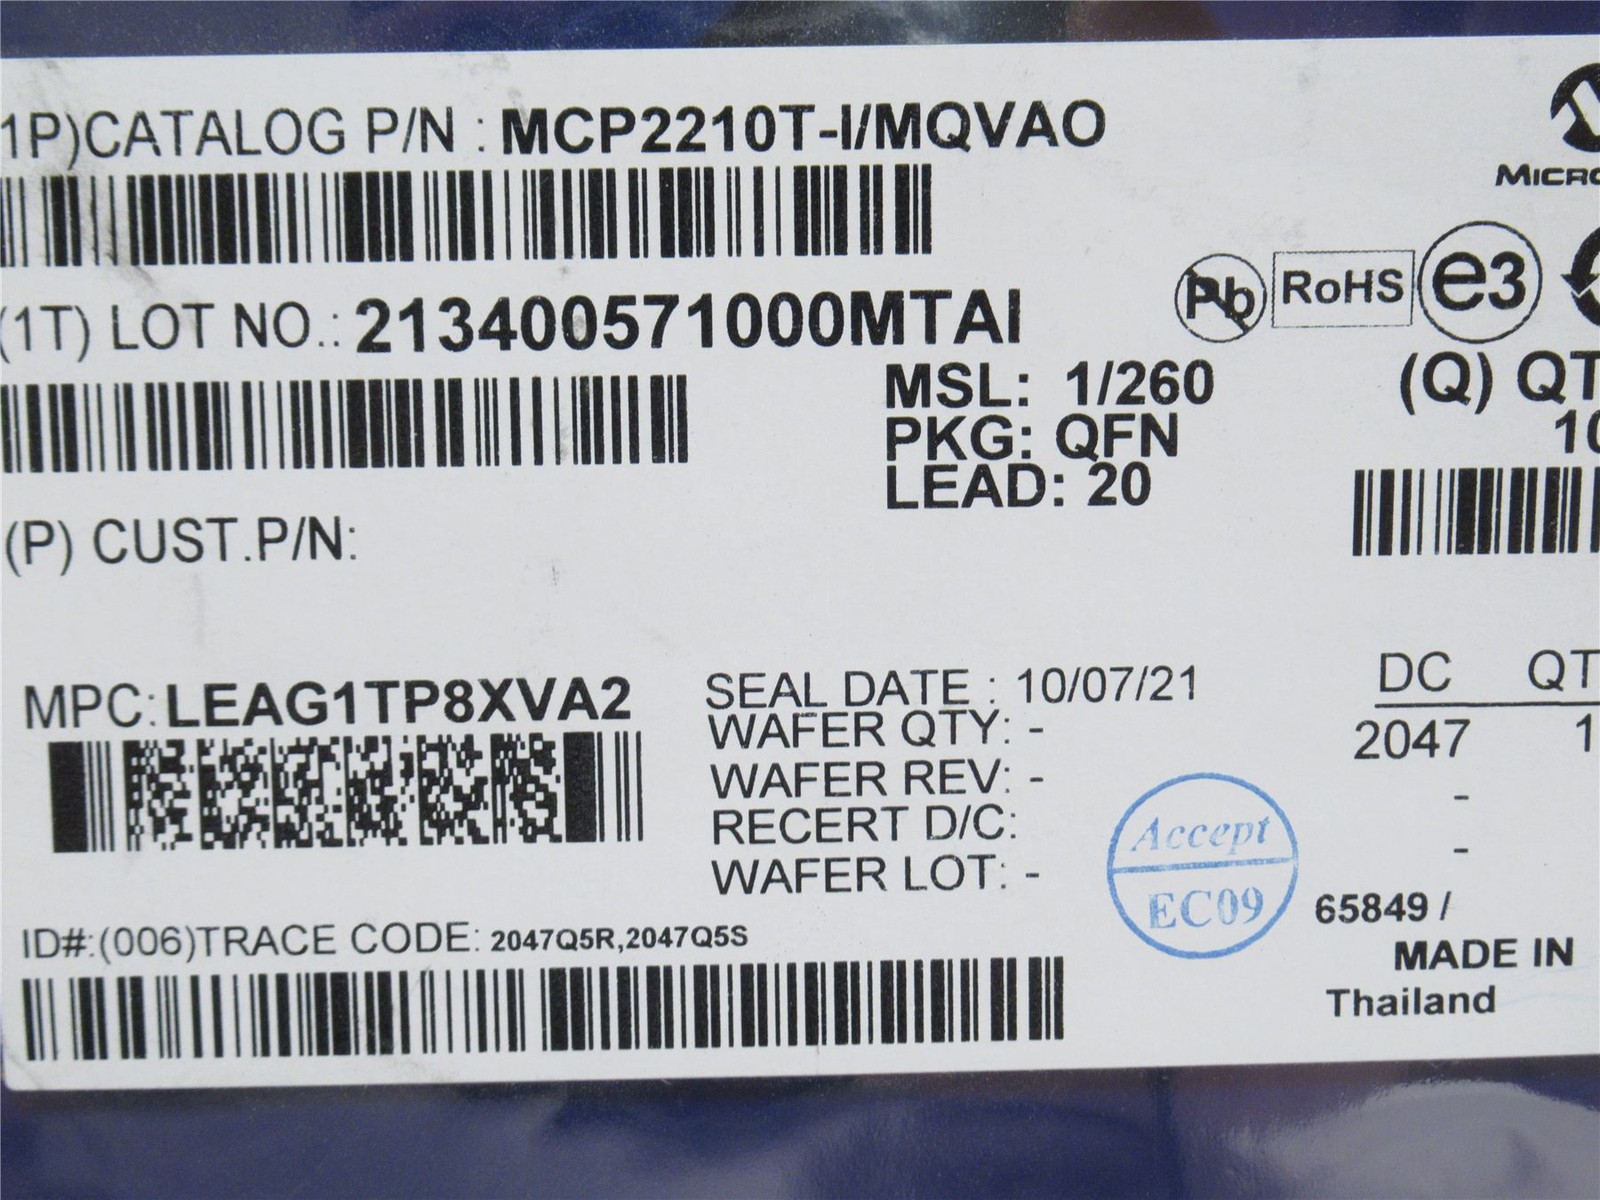 1P)CATALOG P/N : MCP2210T-I/MQVAO
MICRO
(1T) LOT NO.: 213400571000MTAI
Pb RoHS e3
MSL: 1/260
PKG: QFN
LEAD: 20
(Q) QT
10
(P) CUST.P/N:
MPC: LEAG1TP8XVA2
SEAL DATE : 10/07/21
WAFER QTY: -
WAFER REV: -
RECERT D/C:
WAFER LOT: -
DC QT
2047 1
-
-
Accept
EC09
65849 /
MADE IN
Thailand
ID#:(006)TRACE CODE: 2047Q5R,2047Q5S